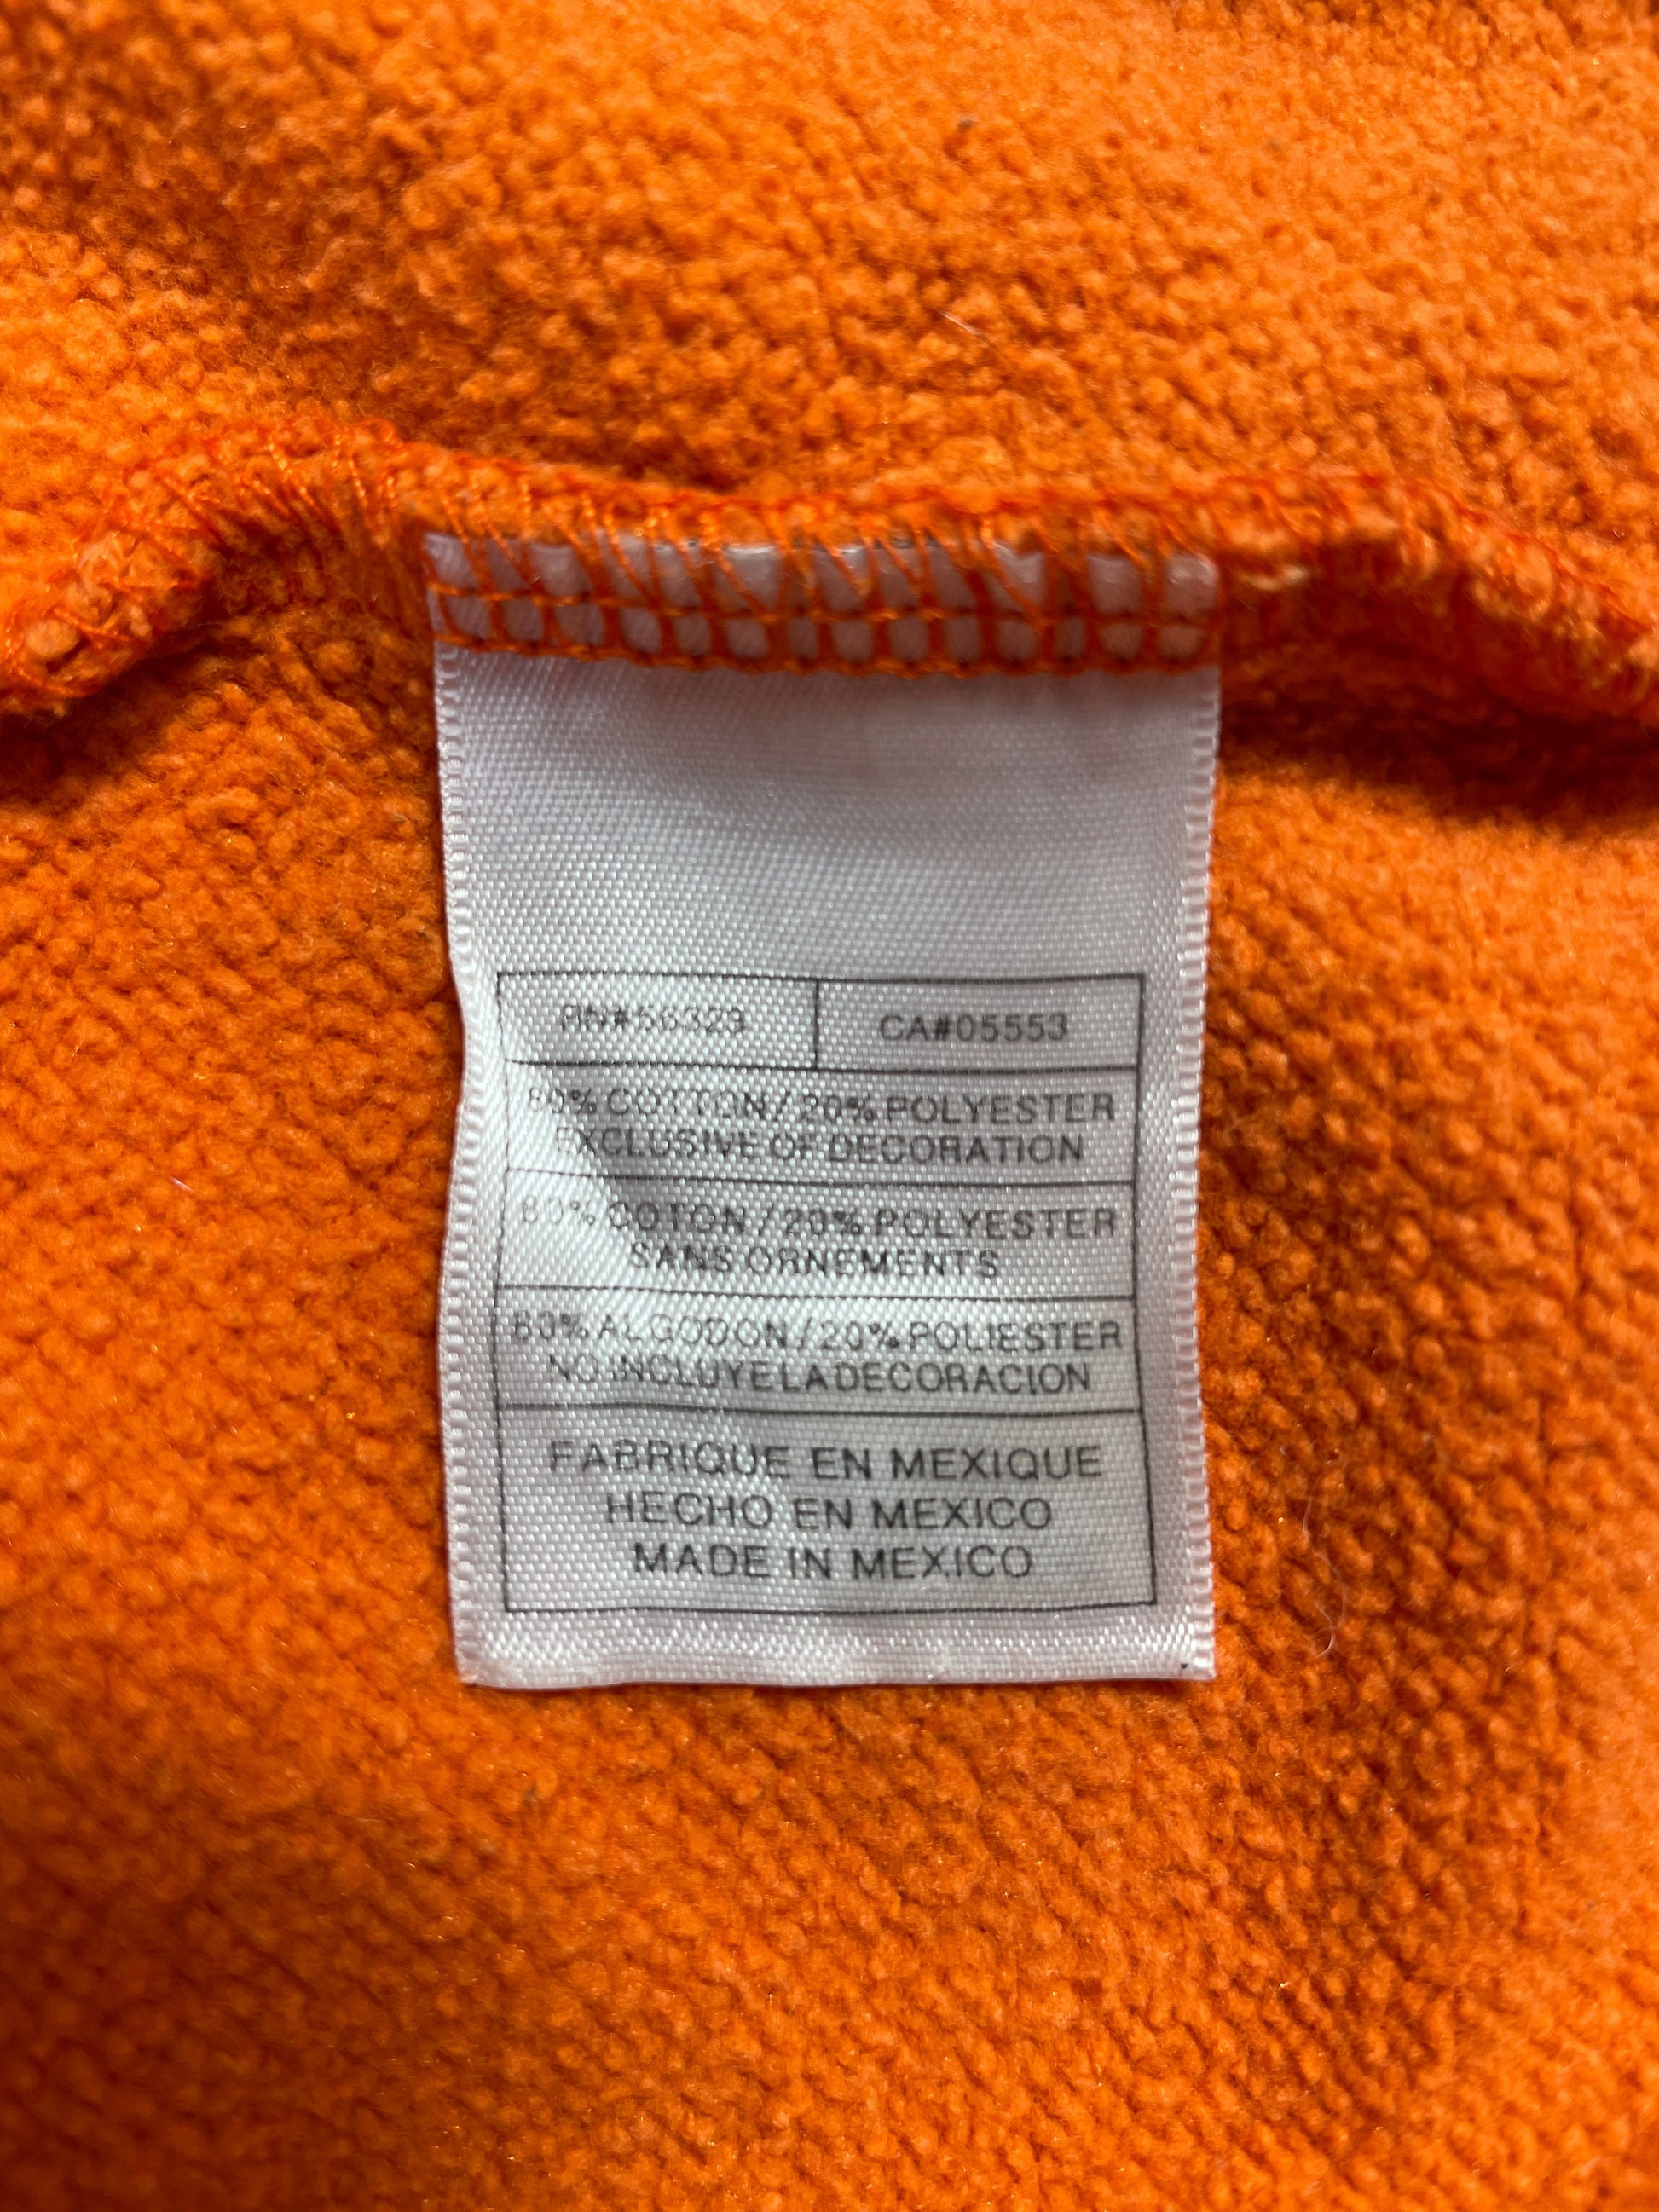 RN#56323 CA#05553
80% COTTON/20% POLYESTER
EXCLUSIVE OF DECORATION
80% COTON/20% POLYESTER
SANS ORNEMENTS
80% ALGODON/20% POLIESTER
NO INCLUYE LA DECORACION
FABRIQUE EN MEXIQUE
HECHO EN MEXICO
MADE IN MEXICO